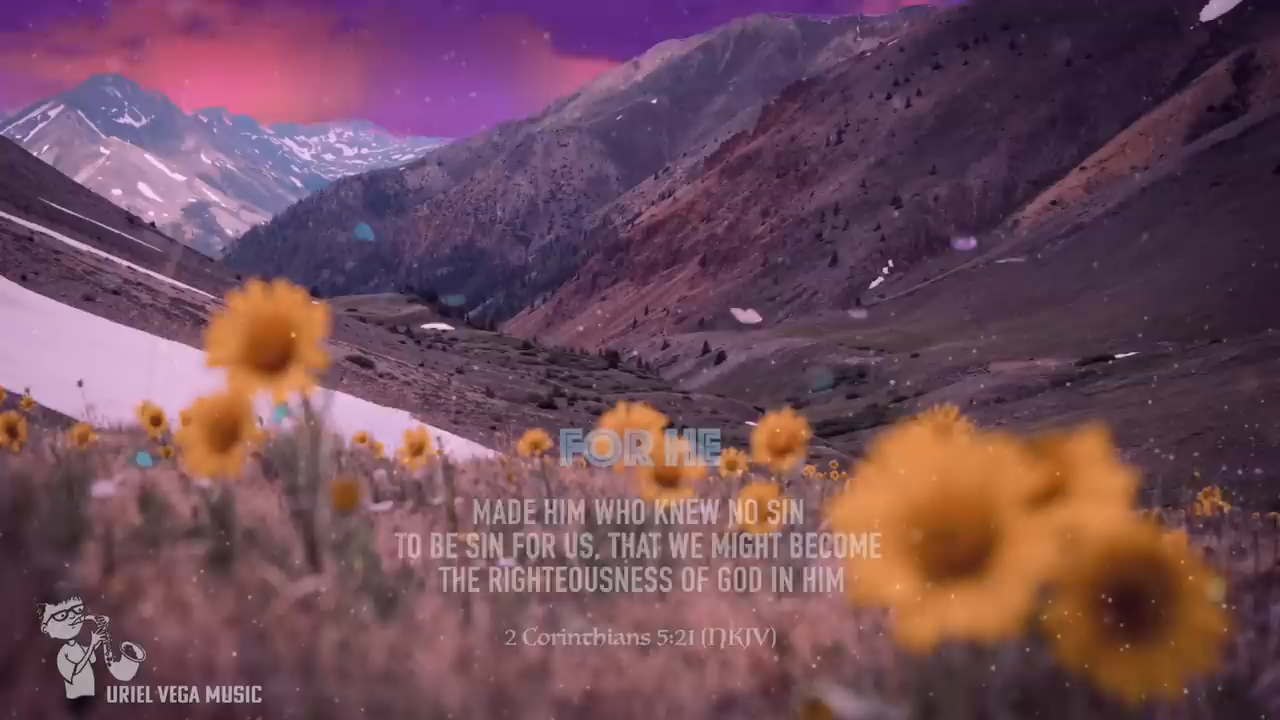 FOR HE
MADE HIM WHO KNEW NO SIN
TO BE SIN FOR US, THAT WE MIGHT BECOME
THE RIGHTEOUSNESS OF GOD IN HIM
2 Corinthians 5:21 (NKJV)
URIEL VEGA MUSIC